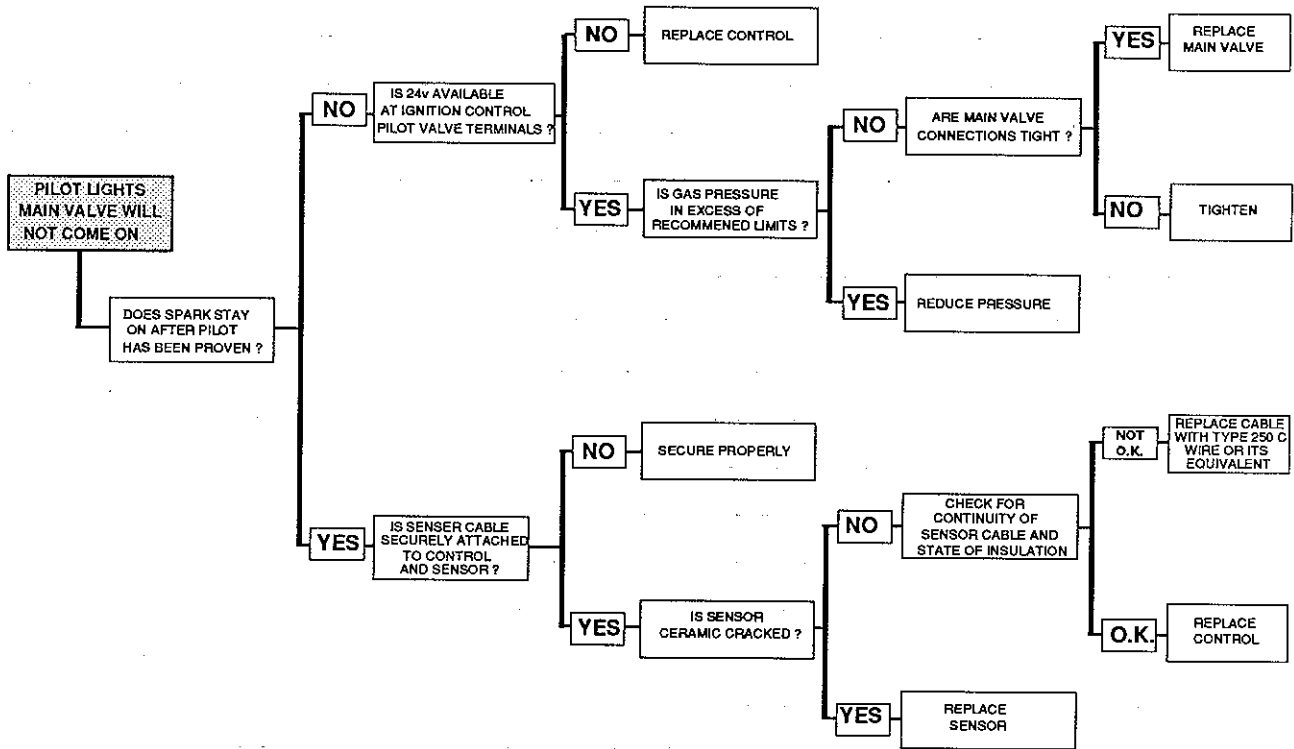 PILOT LIGHTS
MAIN VALVE WILL
NOT COME ON
DOES SPARK STAY
ON AFTER PILOT
HAS BEEN PROVEN ?
NO
IS 24v AVAILABLE
AT IGNITION CONTROL
PILOT VALVE TERMINALS ?
NO
REPLACE CONTROL
YES
IS GAS PRESSURE
IN EXCESS OF
RECOMMENED LIMITS ?
NO
ARE MAIN VALVE
CONNECTIONS TIGHT ?
YES
REPLACE
MAIN VALVE
NO
TIGHTEN
YES
REDUCE PRESSURE
YES
IS SENSER CABLE
SECURELY ATTACHED
TO CONTROL
AND SENSOR ?
NO
SECURE PROPERLY
YES
IS SENSOR
CERAMIC CRACKED ?
NO
CHECK FOR
CONTINUITY OF
SENSOR CABLE AND
STATE OF INSULATION
NOT
O.K.
REPLACE CABLE
WITH TYPE 250 C
WIRE OR ITS
EQUIVALENT
O.K.
REPLACE
CONTROL
YES
REPLACE
SENSOR